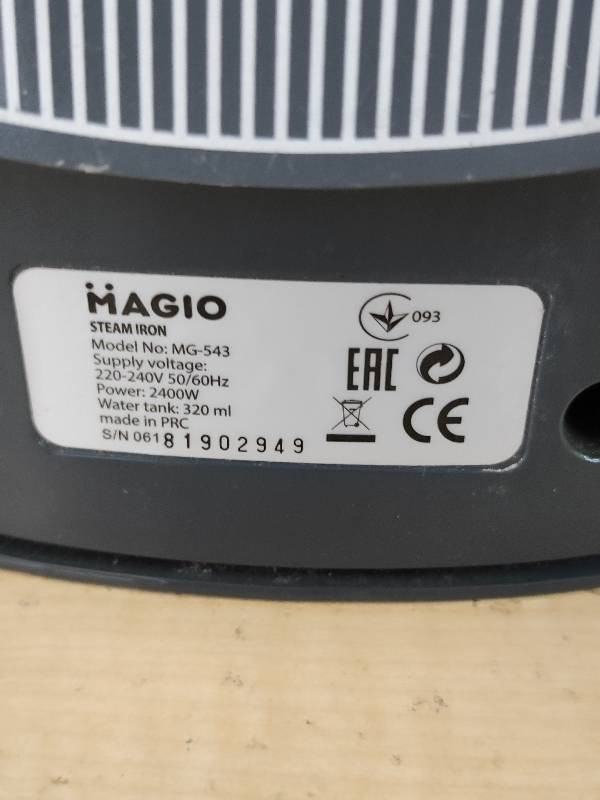 MAGIO
STEAM IRON
Model No: MG-543
Supply voltage:
220-240V 50/60Hz
Power: 2400W
Water tank: 320 ml
made in PRC
S/N 06181902949
093
EAC
CE